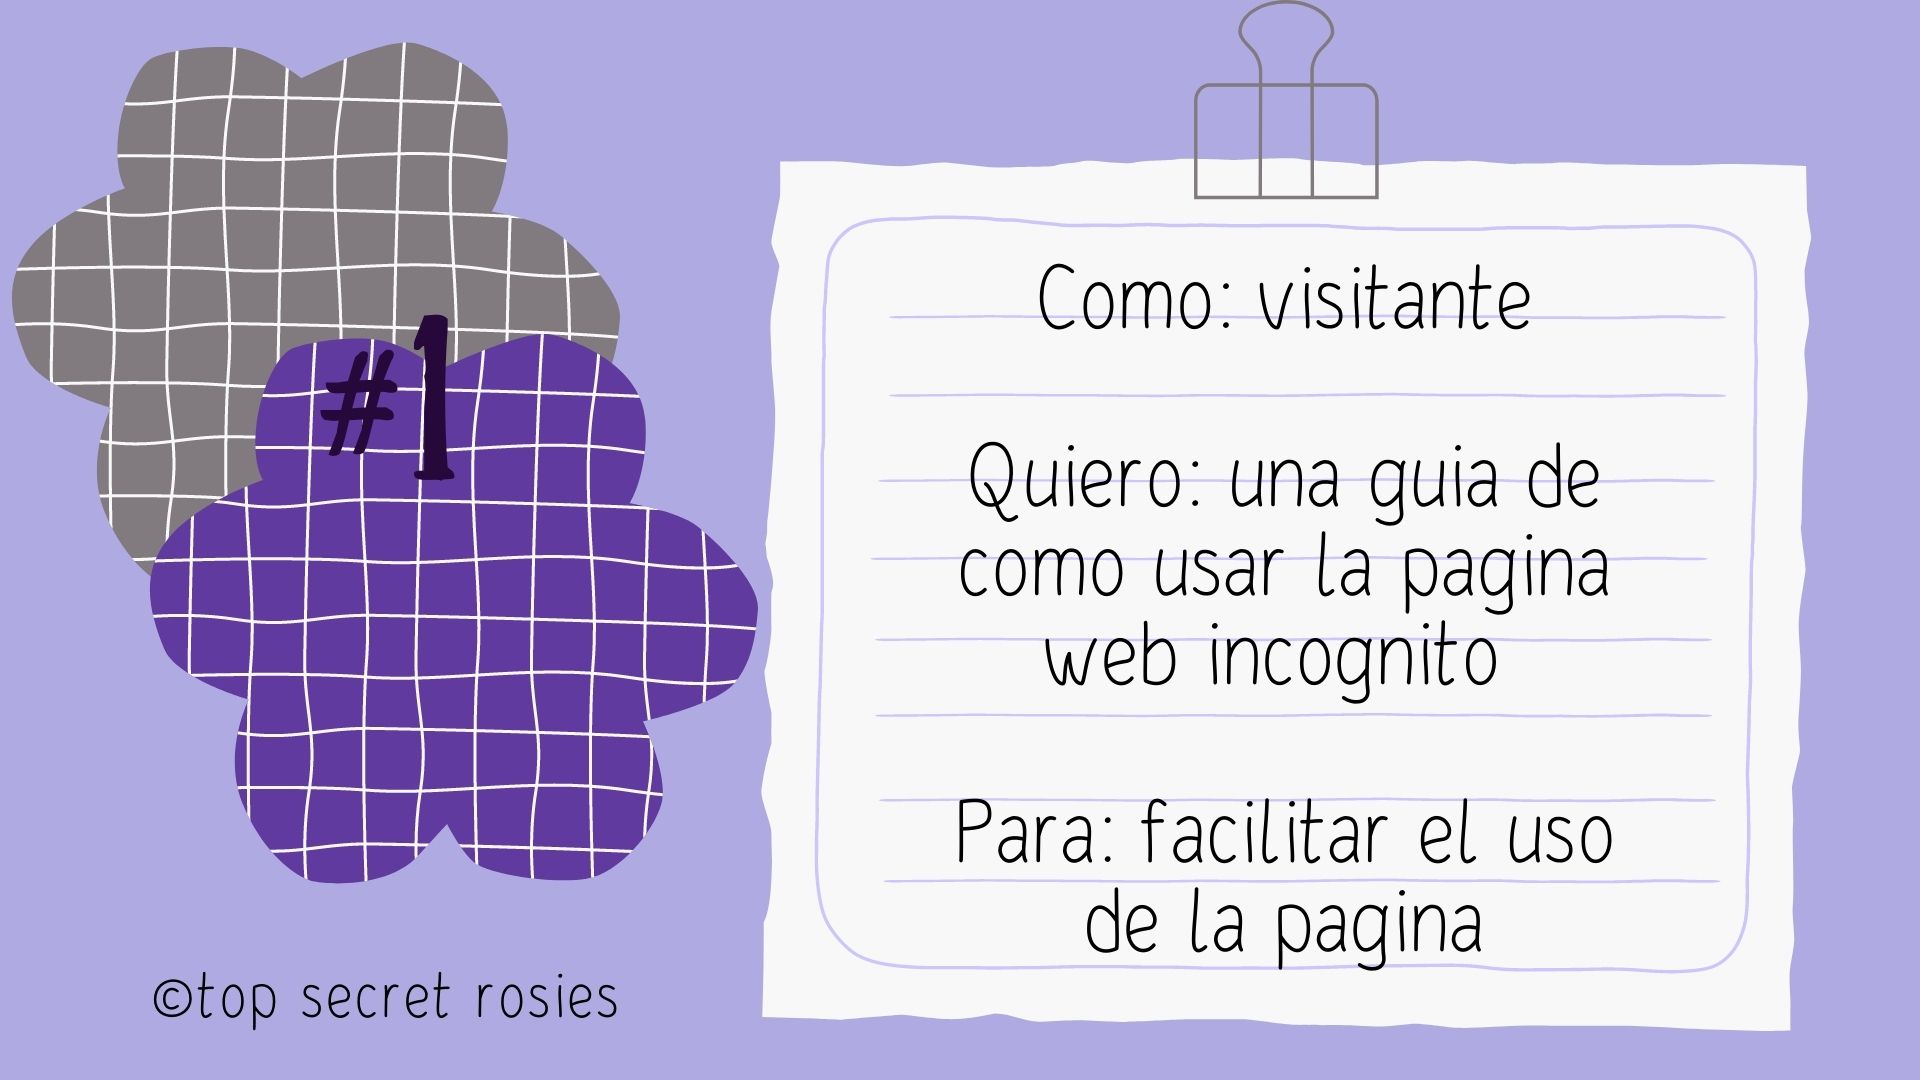 #1
Como: visitante
Quiero: una guia de
como usar la pagina
web incognito
Para: facilitar el uso
de la pagina
©top secret rosies